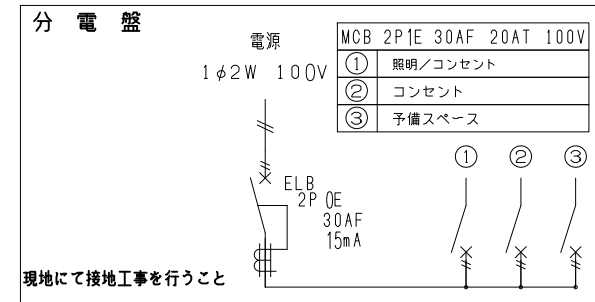 分電盤
電源
1φ2W 100V
MCB 2P1E 30AF 20AT 100V
① 照明/コンセント
② コンセント
③ 予備スペース
① ② ③
ELB
2P 0E
30AF
15mA
現地にて接地工事を行うこと